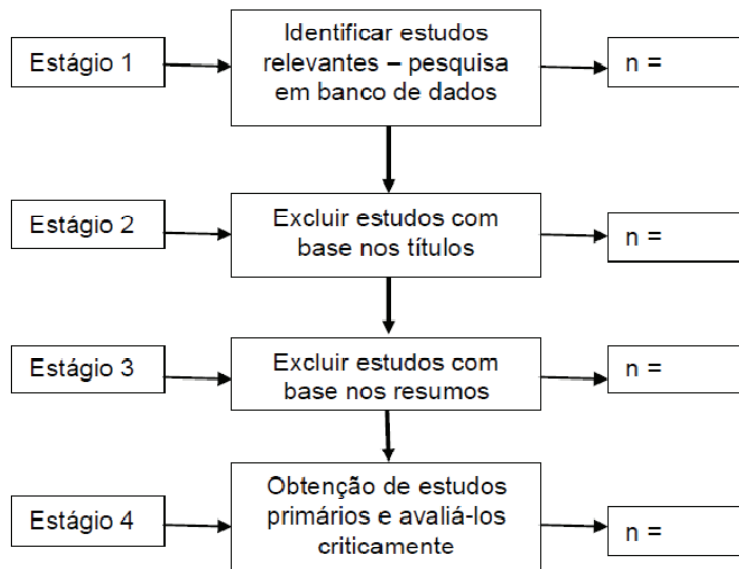 Estágio 1
Identificar estudos
relevantes – pesquisa
em banco de dados
n =
Estágio 2
Excluir estudos com
base nos títulos
n =
Estágio 3
Excluir estudos com
base nos resumos
n =
Estágio 4
Obtenção de estudos
primários e avaliá-los
criticamente
n =